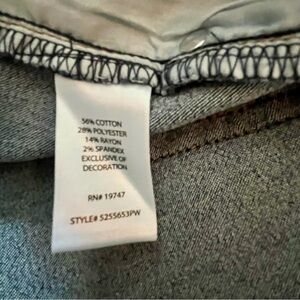 56% COTTON
28% POLYESTER
14% RAYON
2% SPANDEX
EXCLUSIVE OF
DECORATION
RN# 19747
STYLE# 5255653PW